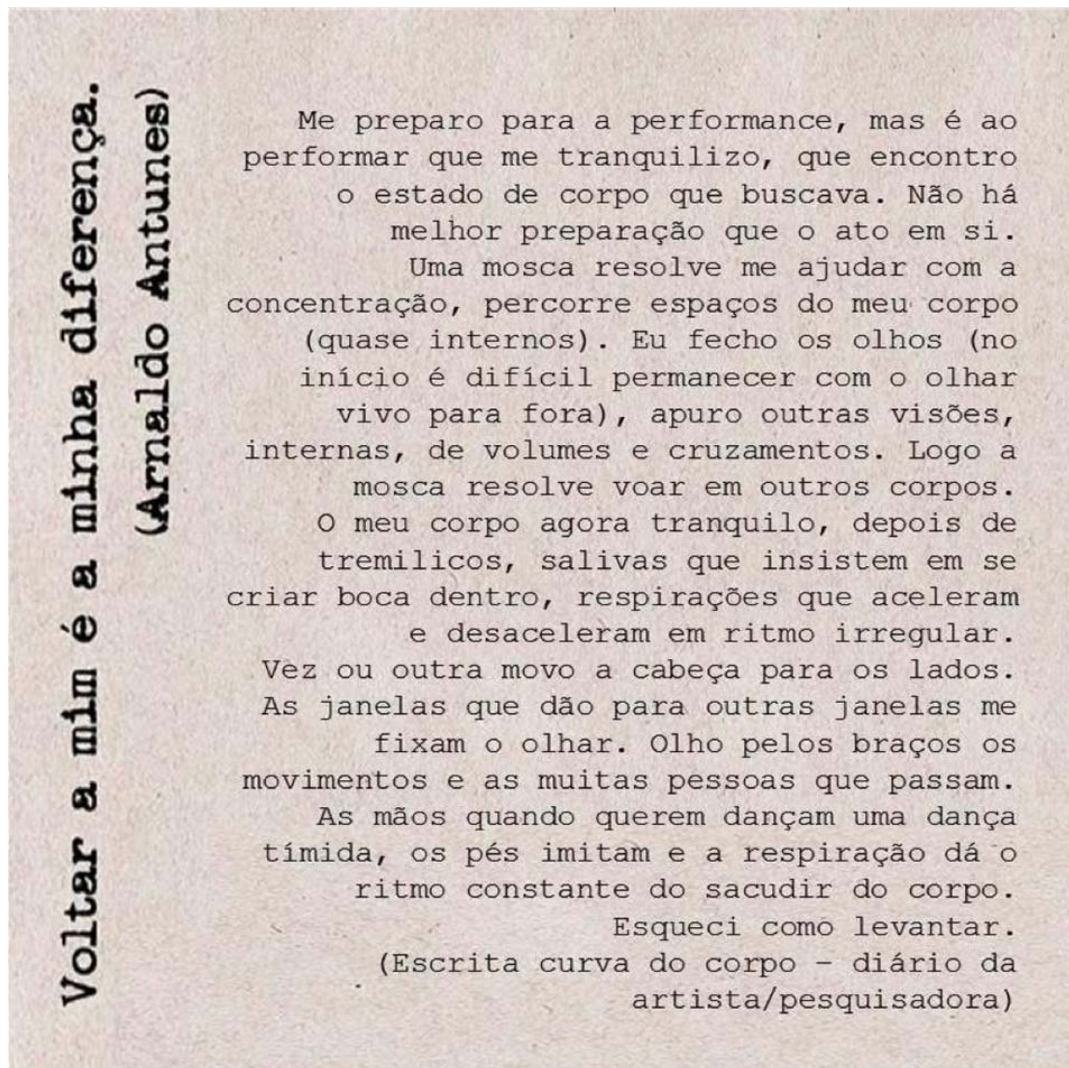 Voltar a mim é a minha diferença.
(Arnaldo Antunes)
Me preparo para a performance, mas é ao
performar que me tranquilizo, que encontro
o estado de corpo que buscava. Não há
melhor preparação que o ato em si.
Uma mosca resolve me ajudar com a
concentração, percorre espaços do meu corpo
(quase internos). Eu fecho os olhos (no
início é difícil permanecer com o olhar
vivo para fora), apuro outras visões,
internas, de volumes e cruzamentos. Logo a
mosca resolve voar em outros corpos.
O meu corpo agora tranquilo, depois de
tremilicos, salivas que insistem em se
criar boca dentro, respirações que aceleram
e desaceleram em ritmo irregular.
Vez ou outra movo a cabeça para os lados.
As janelas que dão para outras janelas me
fixam o olhar. Olho pelos braços os
movimentos e as muitas pessoas que passam.
As mãos quando querem dançam uma dança
tímida, os pés imitam e a respiração dá o
ritmo constante do sacudir do corpo.
Esqueci como levantar.
(Escrita curva do corpo – diário da
artista/pesquisadora)